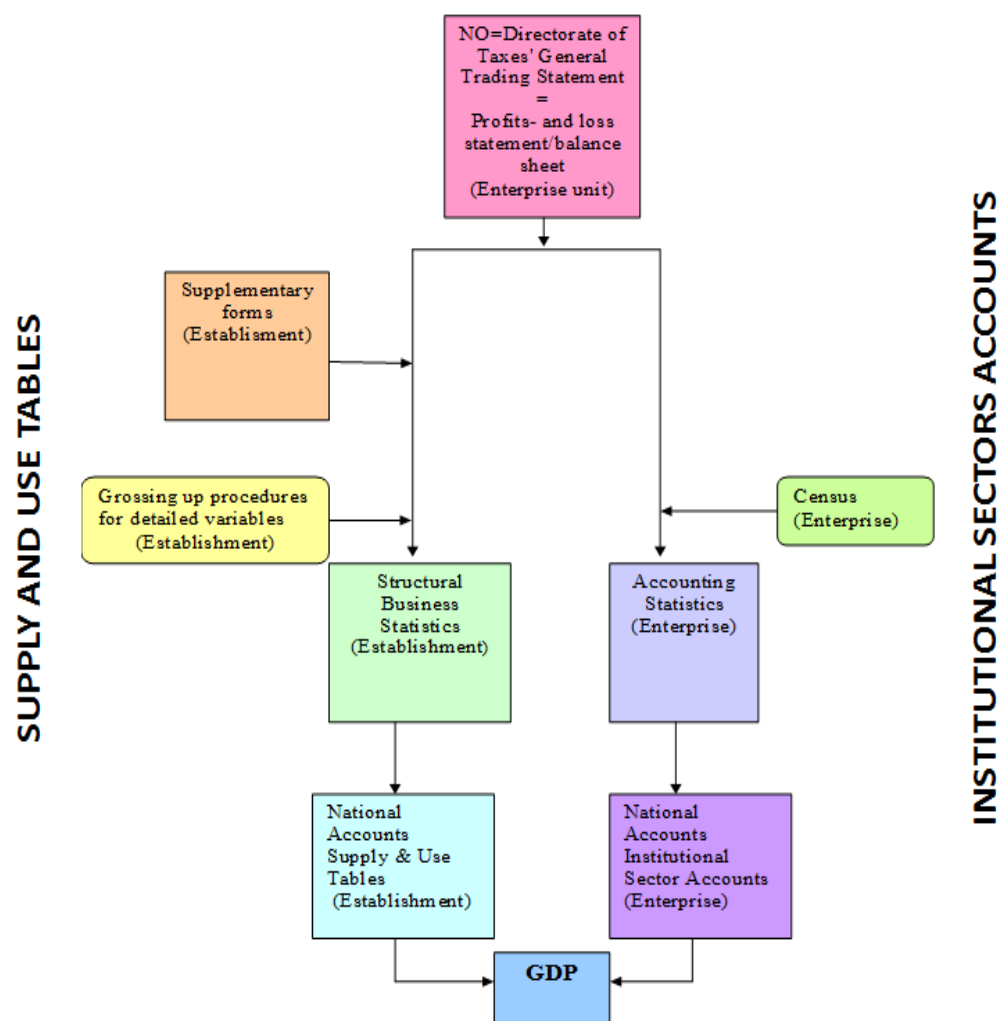 NO=Directorate of
Taxes' General
Trading Statement
=
Profits- and loss
statement/balance
sheet
(Enterprise unit)
Supplementary
forms
(Establisment)
Grossing up procedures
for detailed variables
(Establishment)
Census
(Enterprise)
Structural
Business
Statistics
(Establishment)
Accounting
Statistics
(Enterprise)
National
Accounts
Supply & Use
Tables
(Establishment)
National
Accounts
Institutional
Sector Accounts
(Enterprise)
GDP
SUPPLY AND USE TABLES
INSTITUTIONAL SECTORS ACCOUNTS